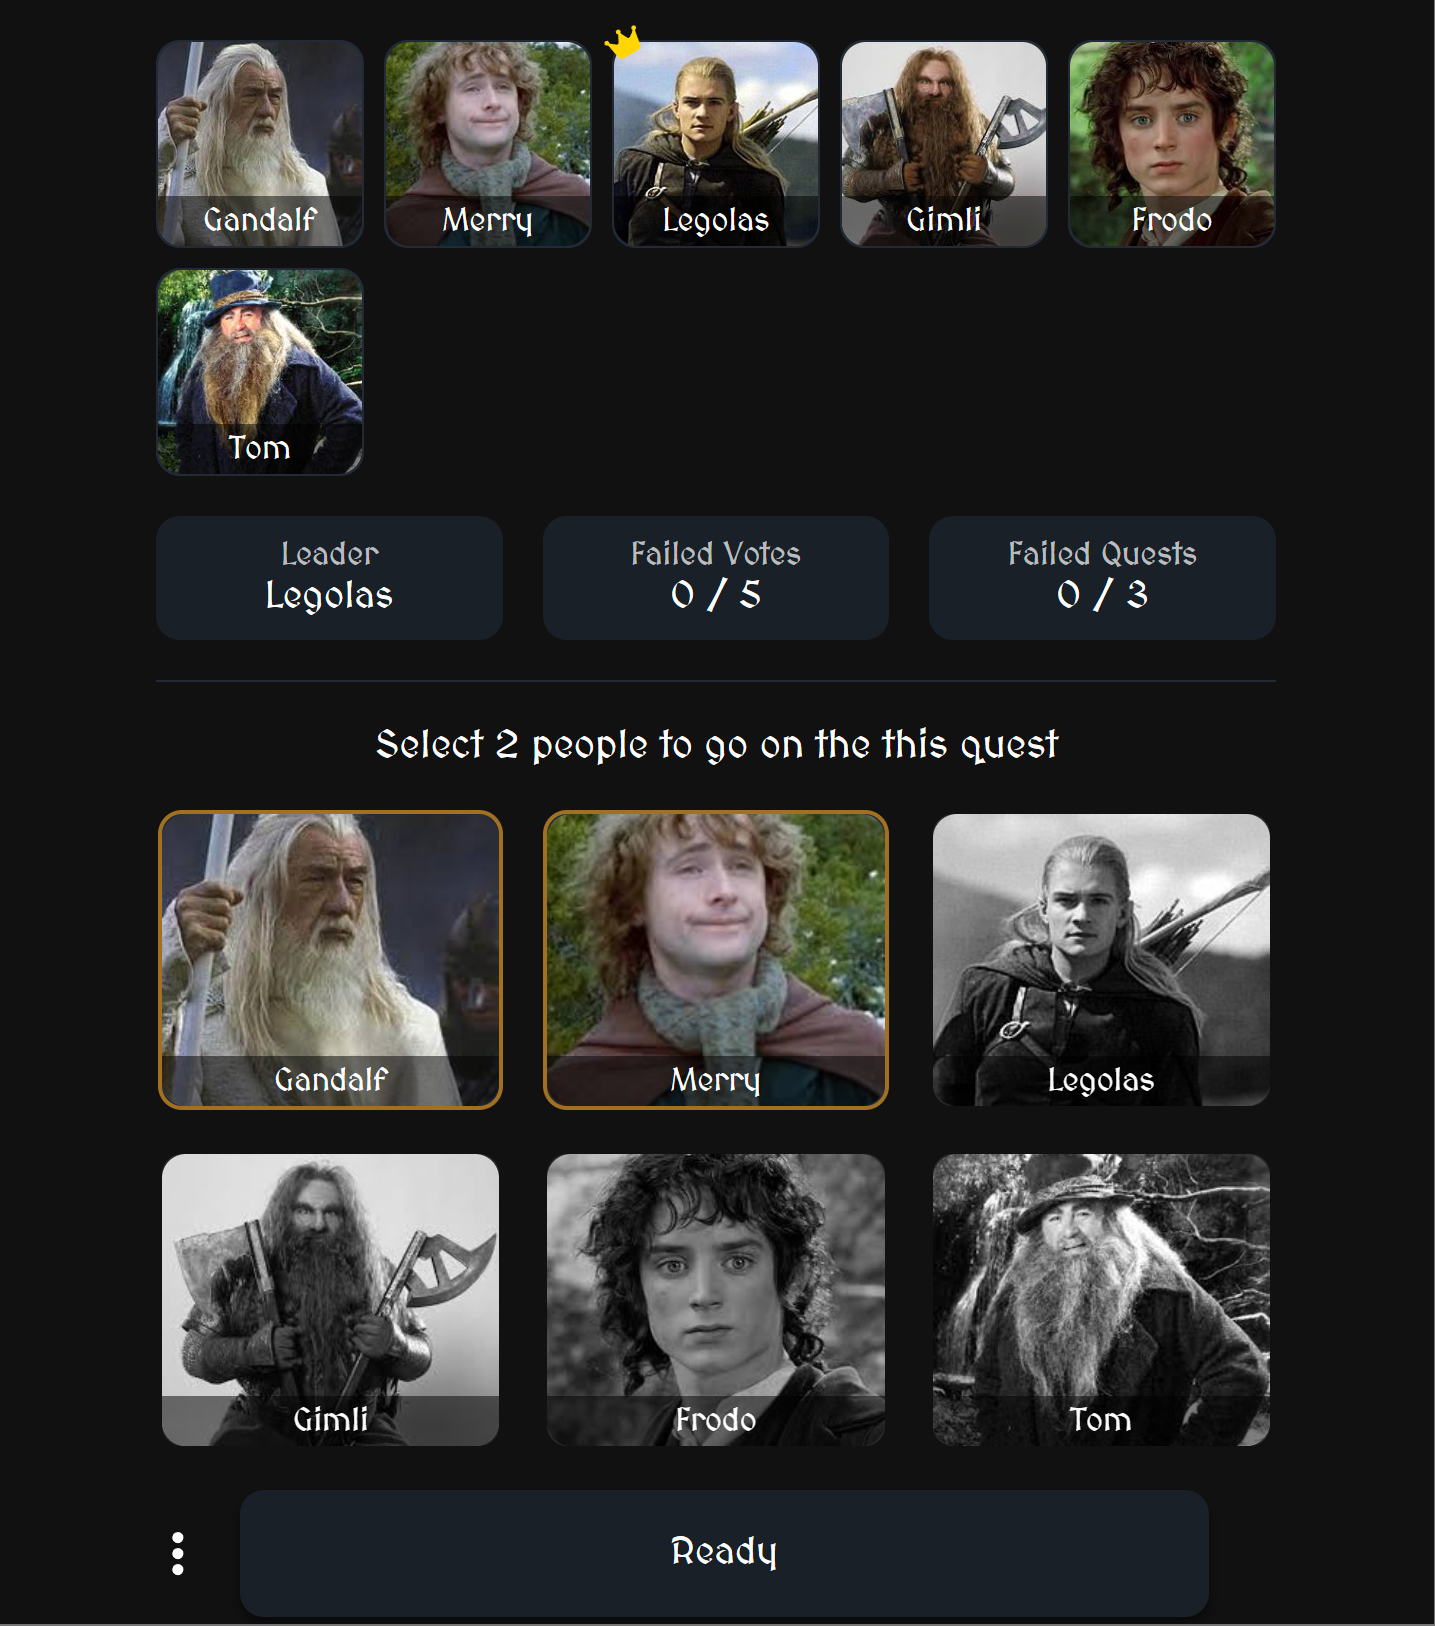 Gandalf
Merry
Legolas
Gimli
Frodo
Tom
Leader
Legolas
Failed Votes
0 / 5
Failed Quests
0 / 3
Select 2 people to go on the this quest
Gandalf
Merry
Legolas
Gimli
Frodo
Tom
Ready